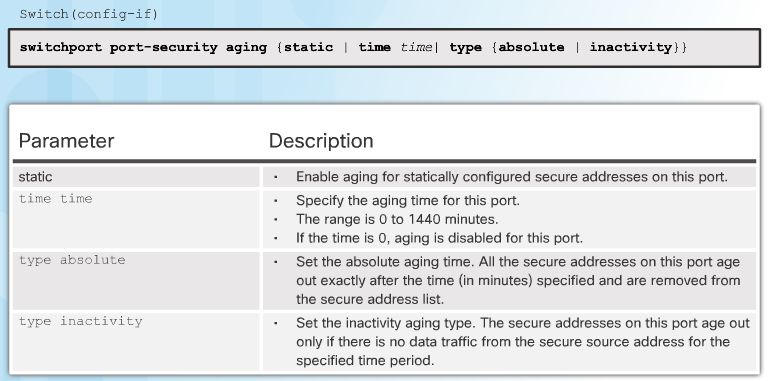 Switch(config-if)
switchport port-security aging {static | time time| type {absolute | inactivity}}
Parameter Description
static · Enable aging for statically configured secure addresses on this port.
time time · Specify the aging time for this port.
· The range is 0 to 1440 minutes.
· If the time is 0, aging is disabled for this port.
type absolute · Set the absolute aging time. All the secure addresses on this port age
out exactly after the time (in minutes) specified and are removed from
the secure address list.
type inactivity · Set the inactivity aging type. The secure addresses on this port age out
only if there is no data traffic from the secure source address for the
specified time period.